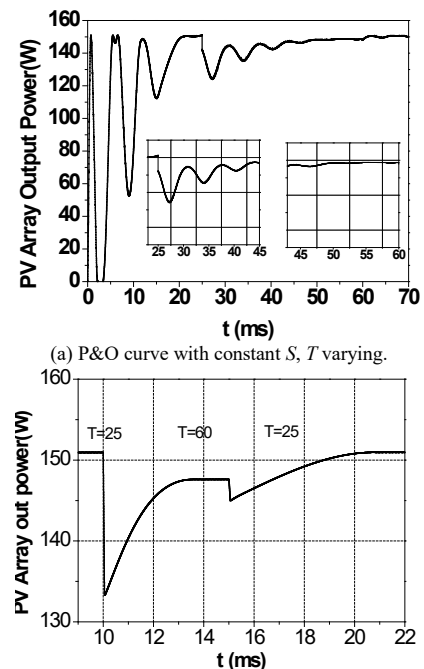 160
140
120
100
80
60
40
20
0
PV Array Output Power(W)
25 30 35 40 45
45 50 55 60
0 10 20 30 40 50 60 70
t (ms)
(a) P&O curve with constant S, T varying.
160
150
140
130
PV Array out power(W)
T=25 T=60 T=25
10 12 14 16 18 20 22
t (ms)